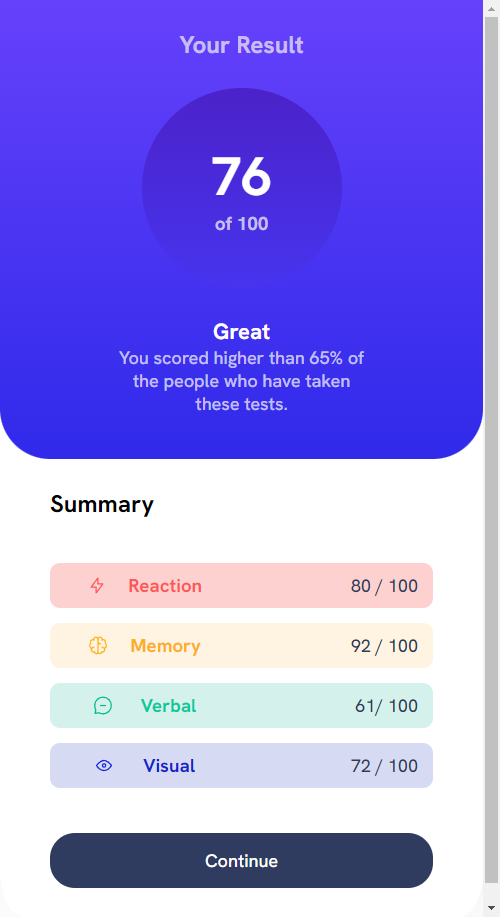 Your Result
76
of 100
Great
You scored higher than 65% of
the people who have taken
these tests.
Summary
Reaction 80 / 100
Memory 92 / 100
Verbal 61/ 100
Visual 72 / 100
Continue